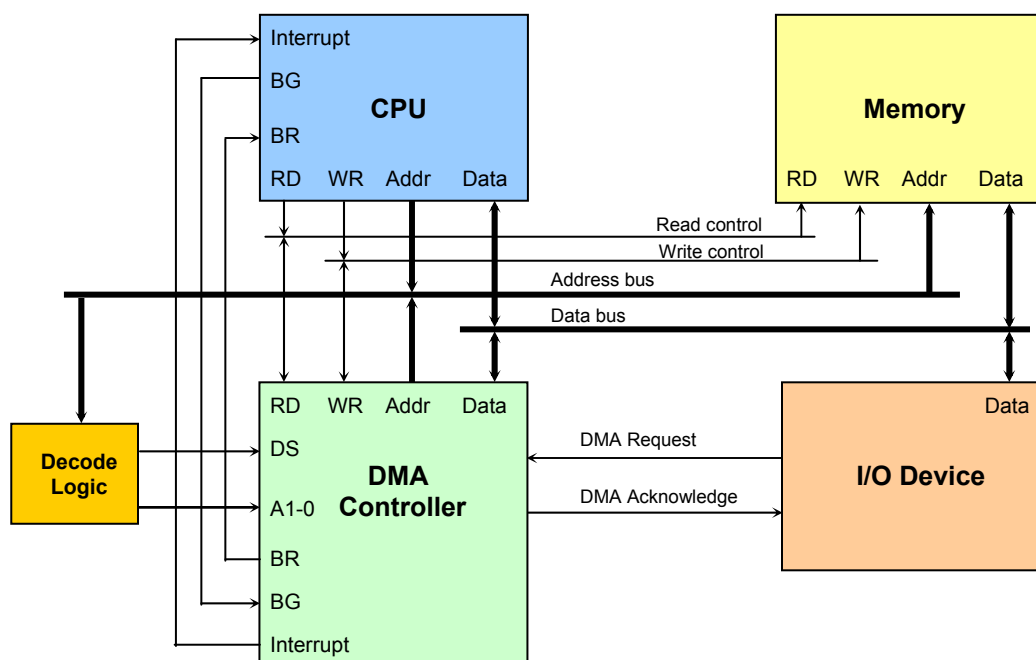 Interrupt
BG
CPU
BR
RD WR Addr Data
Memory
RD WR Addr Data
Read control
Write control
Address bus
Data bus
RD WR Addr Data
DS
DMA
Controller
A1-0
BR
BG
Interrupt
Decode
Logic
DMA Request
DMA Acknowledge
Data
I/O Device